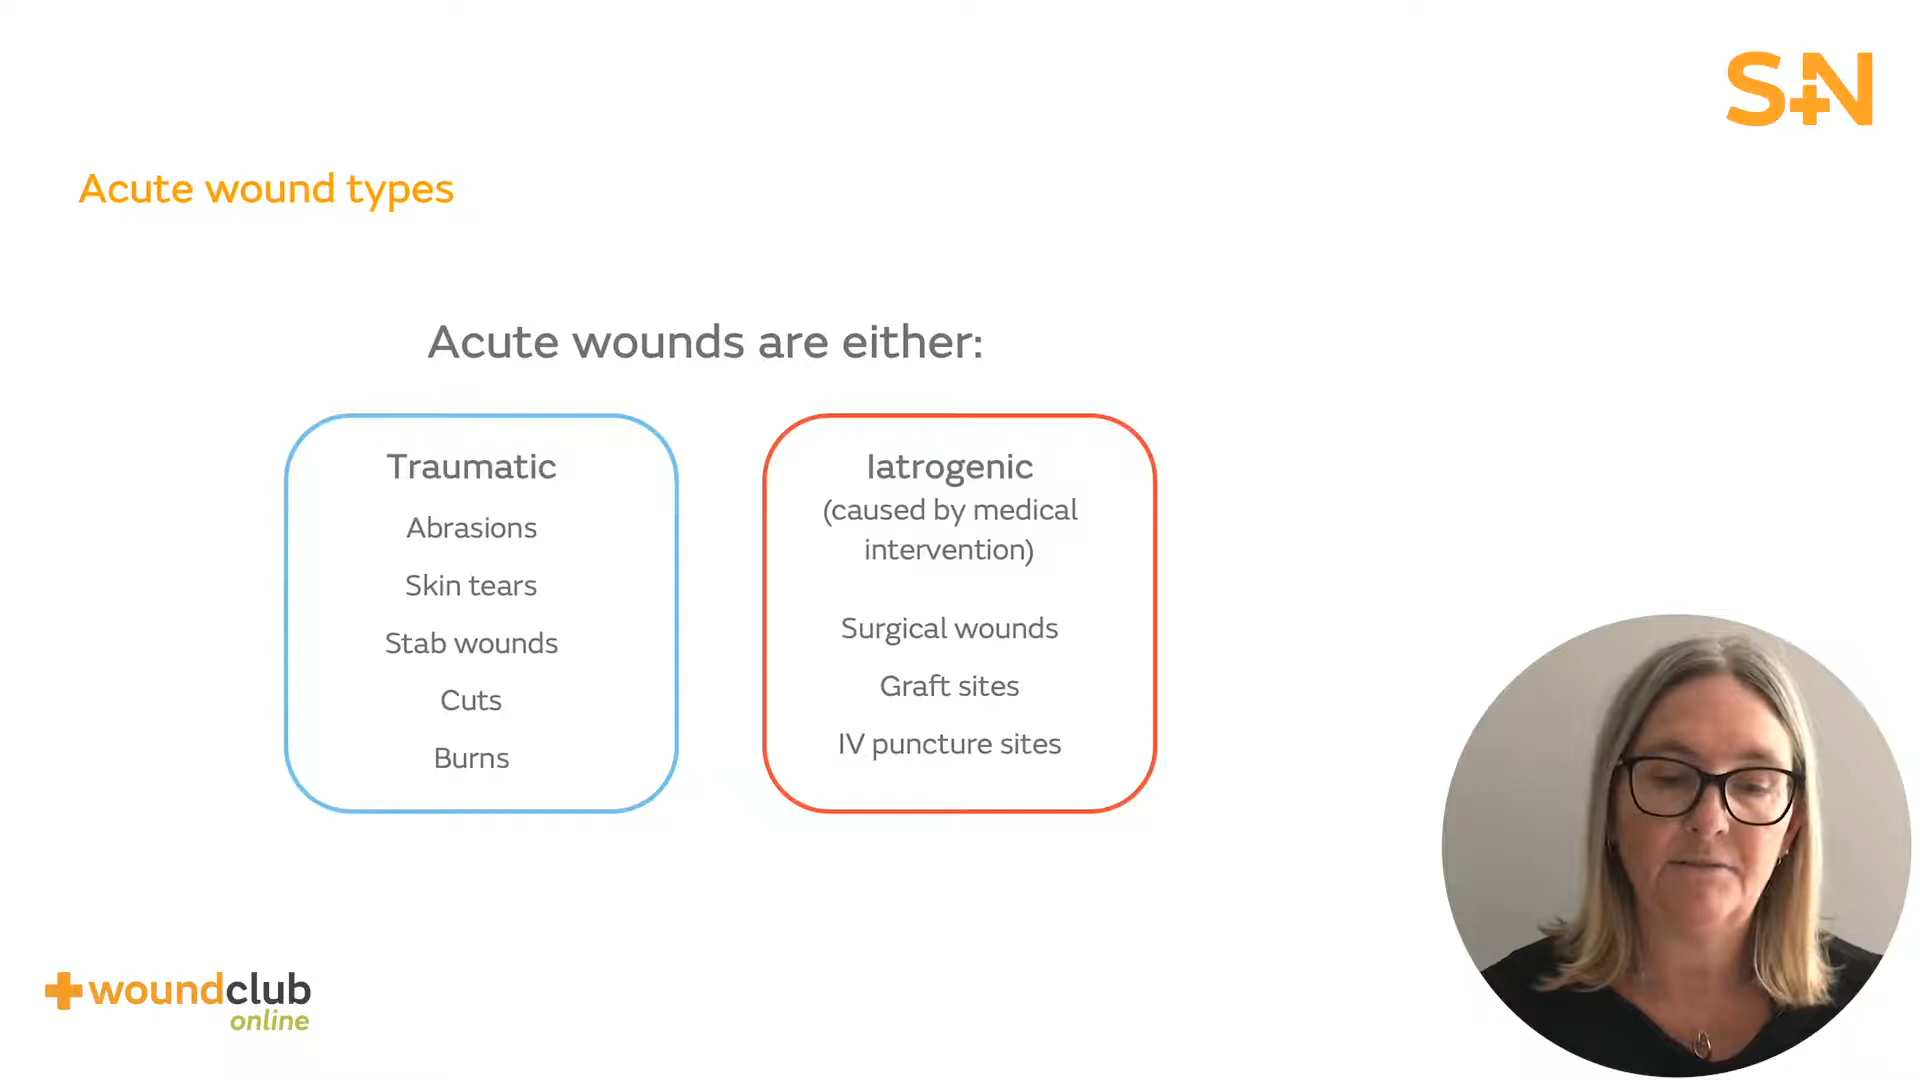 S+N
Acute wound types
Acute wounds are either:
Traumatic
Abrasions
Skin tears
Stab wounds
Cuts
Burns
Iatrogenic
(caused by medical
intervention)
Surgical wounds
Graft sites
IV puncture sites
woundclub
online